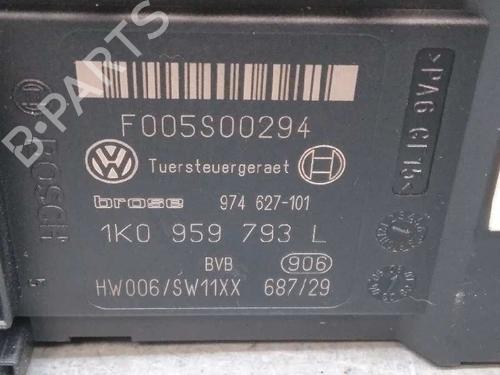 F005S00294
Tuersteuergeraet
brose 974 627-101
1K0 959 793 L
BVB 906
HW006/SW11XX 687/29
BOSCH
>PA6 GF15<
B-PARTS